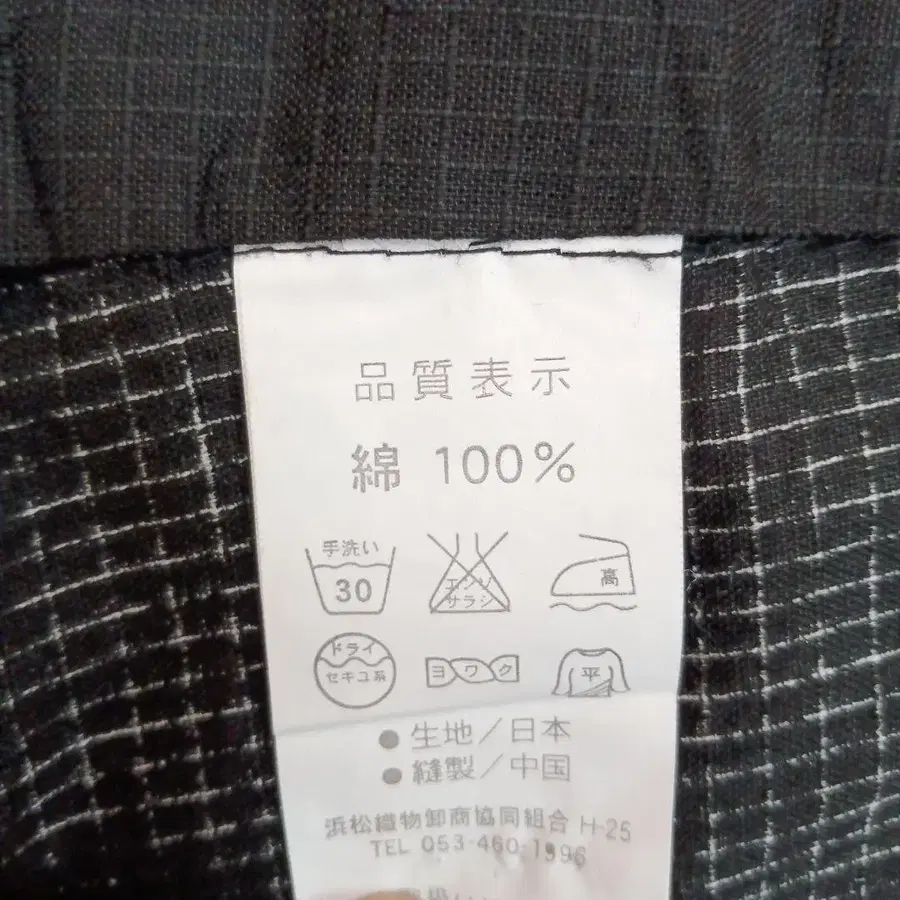 品質表示
綿 100%
手洗い
30
エンソ
サラシ
高
ドライ
セキユ系
ヨワク
平
● 生地／日本
● 縫製／中国
浜松織物卸商協同組合 H-25
TEL 053-460-1996